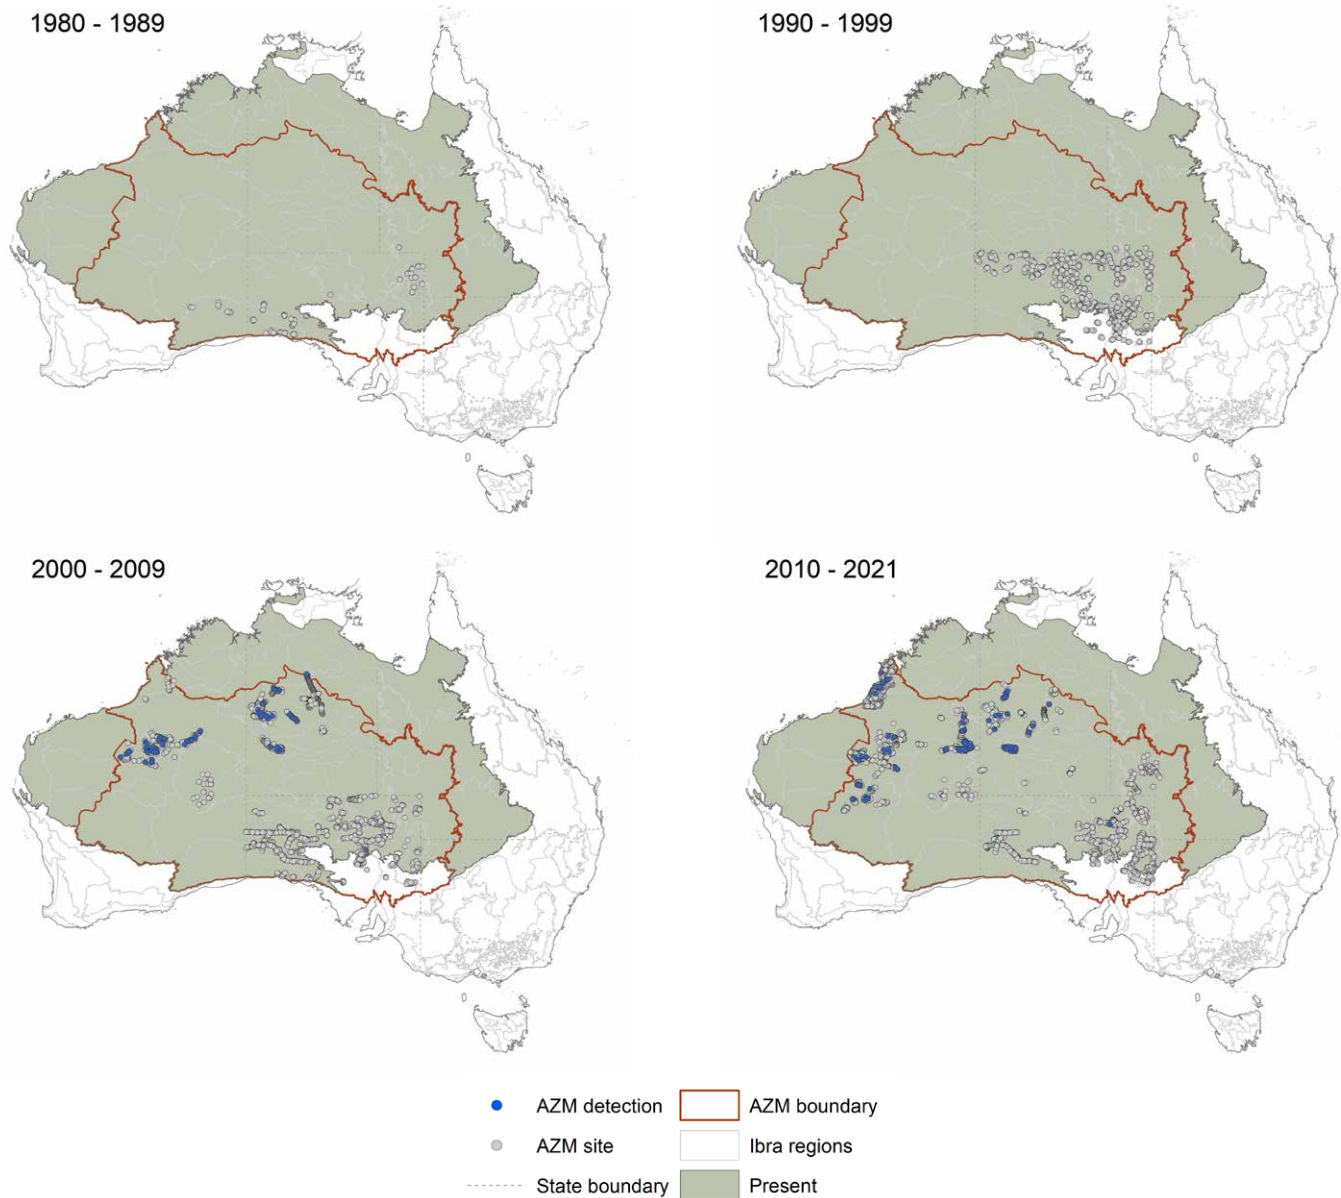 1980 - 1989
1990 - 1999
2000 - 2009
2010 - 2021
AZM detection
AZM boundary
AZM site
Ibra regions
State boundary
Present